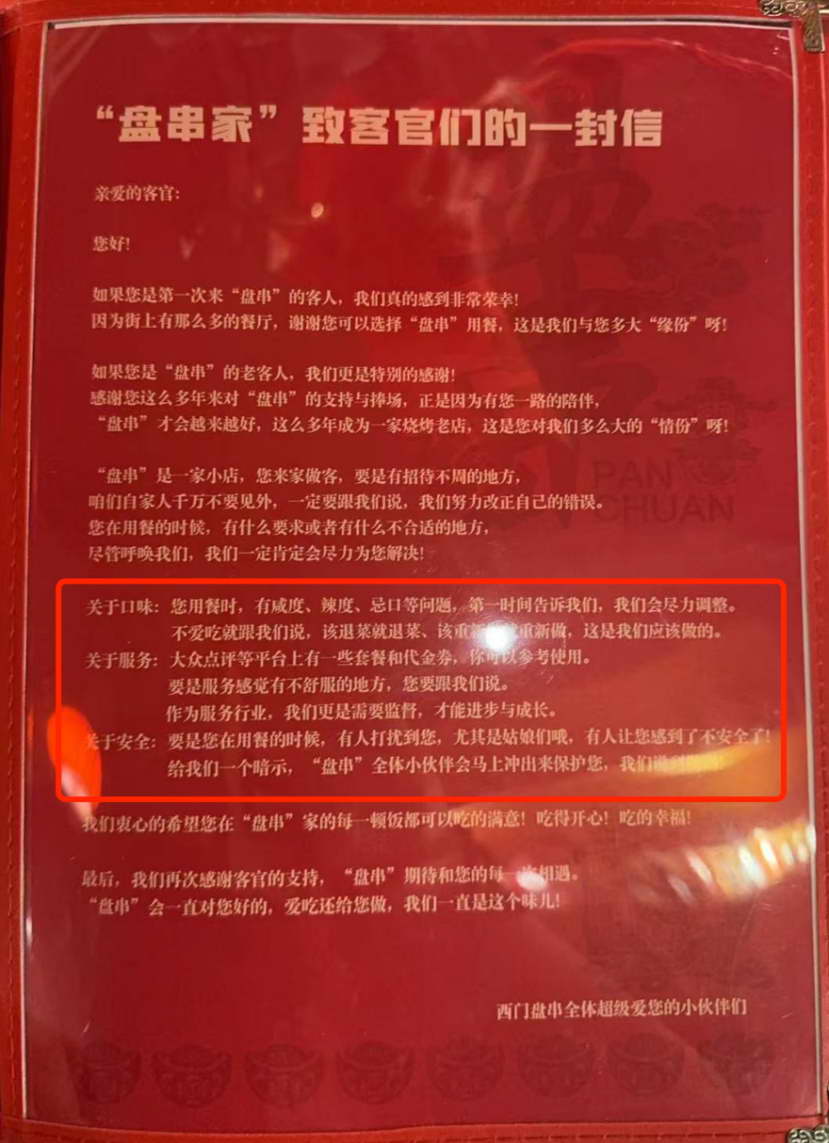 “盘串家”致客官们的一封信
亲爱的客官：
您好！
如果您是第一次来“盘串”的客人，我们真的感到非常荣幸！
因为街上有那么多的餐厅，谢谢您可以选择“盘串”用餐，这是我们与您多大“缘份”呀！
如果您是“盘串”的老客人，我们更是特别的感谢！
感谢您这么多年来对“盘串”的支持与捧场，正是因为有您一路的陪伴，
“盘串”才会越来越好，这么多年成为一家烧烤老店，这是您对我们多么大的“情份”呀！
“盘串”是一家小店，您来家做客，要是有招待不周的地方，
咱们自家人千万不要见外，一定要跟我们说，我们努力改正自己的错误。
您在用餐的时候，有什么要求或者有什么不合适的地方，
尽管呼唤我们，我们一定肯定会尽力为您解决！
PAN
CHUAN
关于口味：您用餐时，有咸度、辣度、忌口等问题，第一时间告诉我们，我们会尽力调整。
不爱吃就跟我们说，该退菜就退菜、该重新重新做，这是我们应该做的。
关于服务：大众点评等平台上有一些套餐和代金券，你可以参考使用。
要是服务感觉有不舒服的地方，您要跟我们说。
作为服务行业，我们更是需要监督，才能进步与成长。
关于安全：要是您在用餐的时候，有人打扰到您，尤其是姑娘们哦，有人让您感到了不安全了！
给我们一个暗示，“盘串”全体小伙伴会马上冲出来保护您，我们说到
我们衷心的希望您在“盘串”家的每一顿饭都可以吃的满意！吃得开心！吃的幸福！
最后，我们再次感谢客官的支持，“盘串”期待和您的每一次相遇。
“盘串”会一直对您好的，爱吃还给您做，我们一直是这个味儿！
西门盘串全体超级爱您的小伙伴们